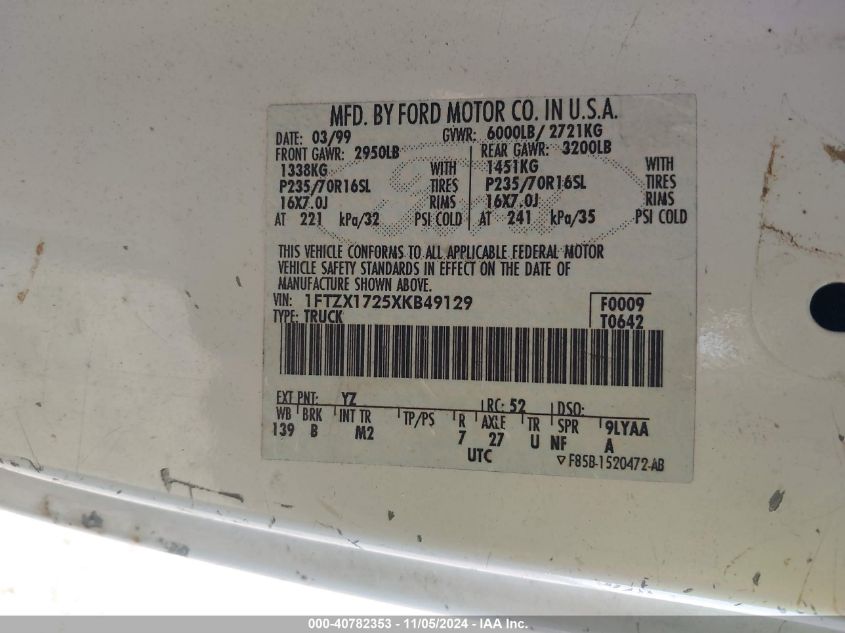 MFD. BY FORD MOTOR CO. IN U.S.A.
DATE: 03/99 GVWR: 6000LB/ 2721KG
FRONT GAWR: 2950LB REAR GAWR: 3200LB
1338KG WITH 1451KG WITH
P235/70R16SL TIRES P235/70R16SL TIRES
16X7.0J RIMS 16X7.0J RIMS
AT 221 kPa/32 PSI COLD AT 241 kPa/35 PSI COLD
THIS VEHICLE CONFORMS TO ALL APPLICABLE FEDERAL MOTOR
VEHICLE SAFETY STANDARDS IN EFFECT ON THE DATE OF
MANUFACTURE SHOWN ABOVE.
VIN: 1FTZX1725XKB49129 F0009
TYPE: TRUCK T0642
EXT PNT: YZ RC: 52 DSO:
WB BRK INT TR TP/PS R AXLE TR SPR 9LYAA
139 B M2 7 27 U NF A
UTC F85B-1520472-AB
000-40782353 - 11/05/2024 - IAA Inc.